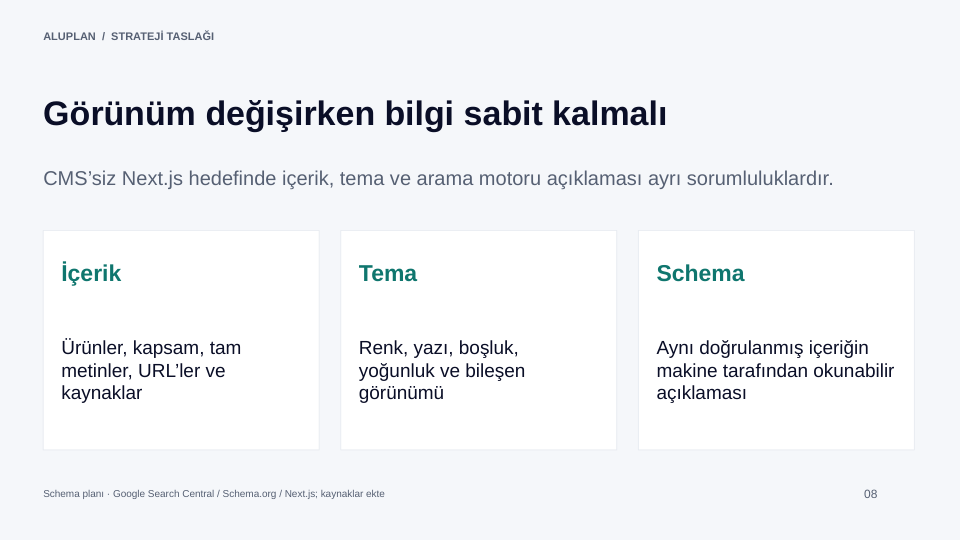 ALUPLAN / STRATEJİ TASLAĞI
Görünüm değişirken bilgi sabit kalmalı
CMS’siz Next.js hedefinde içerik, tema ve arama motoru açıklaması ayrı sorumluluklardır.
İçerik
Ürünler, kapsam, tam
metinler, URL’ler ve
kaynaklar
Tema
Renk, yazı, boşluk,
yoğunluk ve bileşen
görünümü
Schema
Aynı doğrulanmış içeriğin
makine tarafından okunabilir
açıklaması
Schema planı · Google Search Central / Schema.org / Next.js; kaynaklar ekte
08